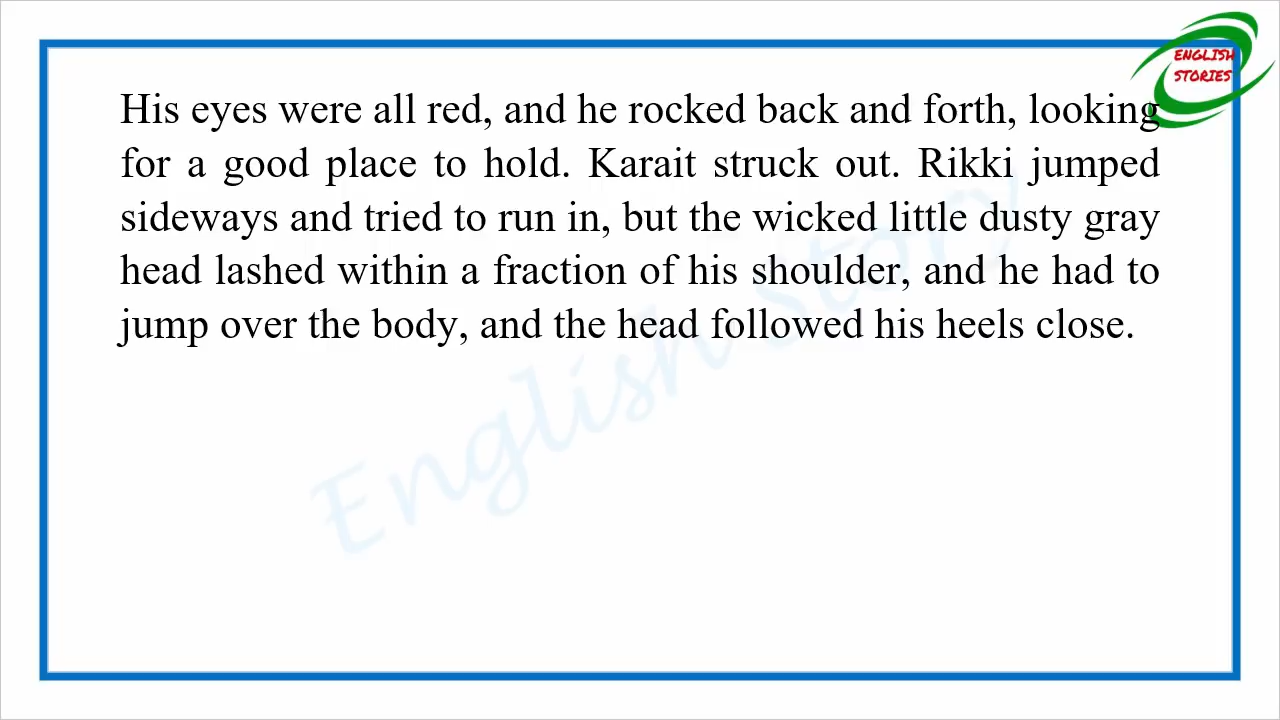 ENGLISH
STORIES
His eyes were all red, and he rocked back and forth, looking
for a good place to hold. Karait struck out. Rikki jumped
sideways and tried to run in, but the wicked little dusty gray
head lashed within a fraction of his shoulder, and he had to
jump over the body, and the head followed his heels close.
English Story